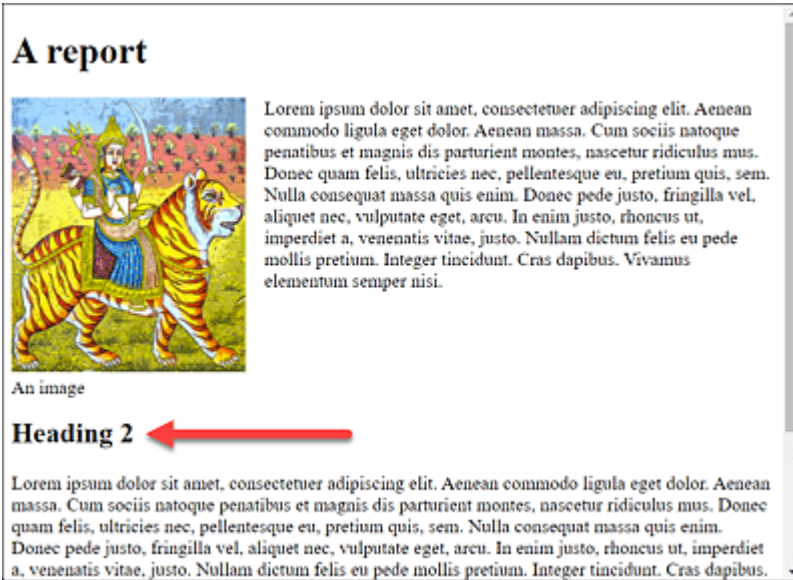 A report
Lorem ipsum dolor sit amet, consectetuer adipiscing elit. Aenean
commodo ligula eget dolor. Aenean massa. Cum sociis natoque
penatibus et magnis dis parturient montes, nascetur ridiculus mus.
Donec quam felis, ultricies nec, pellentesque eu, pretium quis, sem.
Nulla consequat massa quis enim. Donec pede justo, fringilla vel,
aliquet nec, vulputate eget, arcu. In enim justo, rhoncus ut,
imperdiet a, venenatis vitae, justo. Nullam dictum felis eu pede
mollis pretium. Integer tincidunt. Cras dapibus. Vivamus
elementum semper nisi.
An image
Heading 2
Lorem ipsum dolor sit amet, consectetuer adipiscing elit. Aenean commodo ligula eget dolor. Aenean
massa. Cum sociis natoque penatibus et magnis dis parturient montes, nascetur ridiculus mus. Donec
quam felis, ultricies nec, pellentesque eu, pretium quis, sem. Nulla consequat massa quis enim.
Donec pede justo, fringilla vel, aliquet nec, vulputate eget, arcu. In enim justo, rhoncus ut, imperdiet
a, venenatis vitae, justo. Nullam dictum felis eu pede mollis pretium. Integer tincidunt. Cras dapibus.